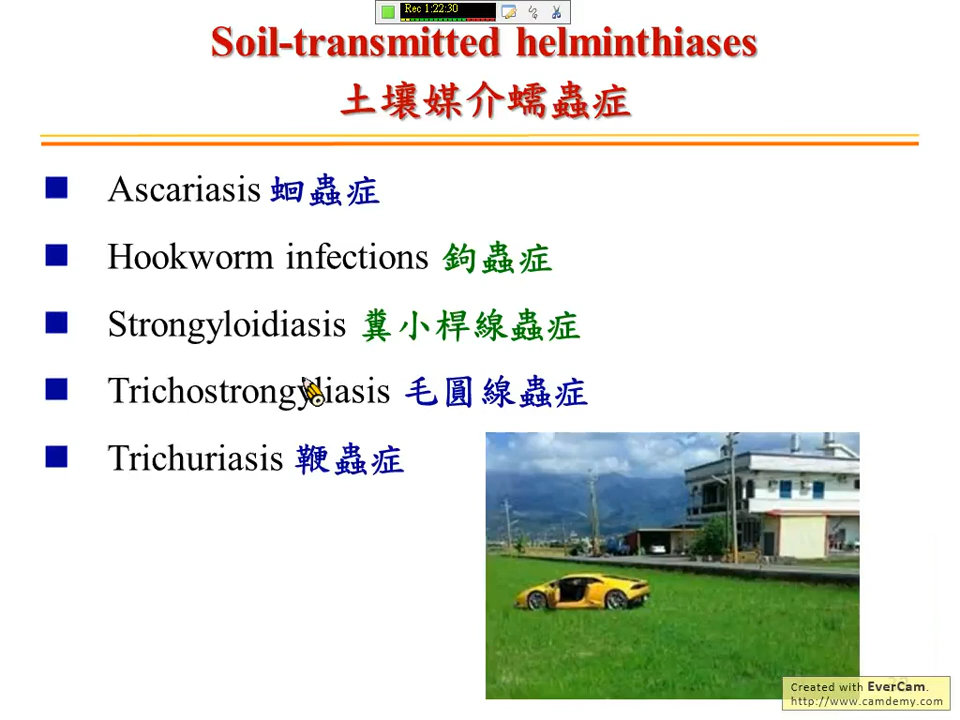 Rec 1:22:30
Soil-transmitted helminthiases
土壤媒介蠕蟲症
Ascariasis 蛔蟲症
Hookworm infections 鉤蟲症
Strongyloidiasis 糞小桿線蟲症
Trichostrongyliasis 毛圓線蟲症
Trichuriasis 鞭蟲症
Created with EverCam.
http://www.camdemy.com